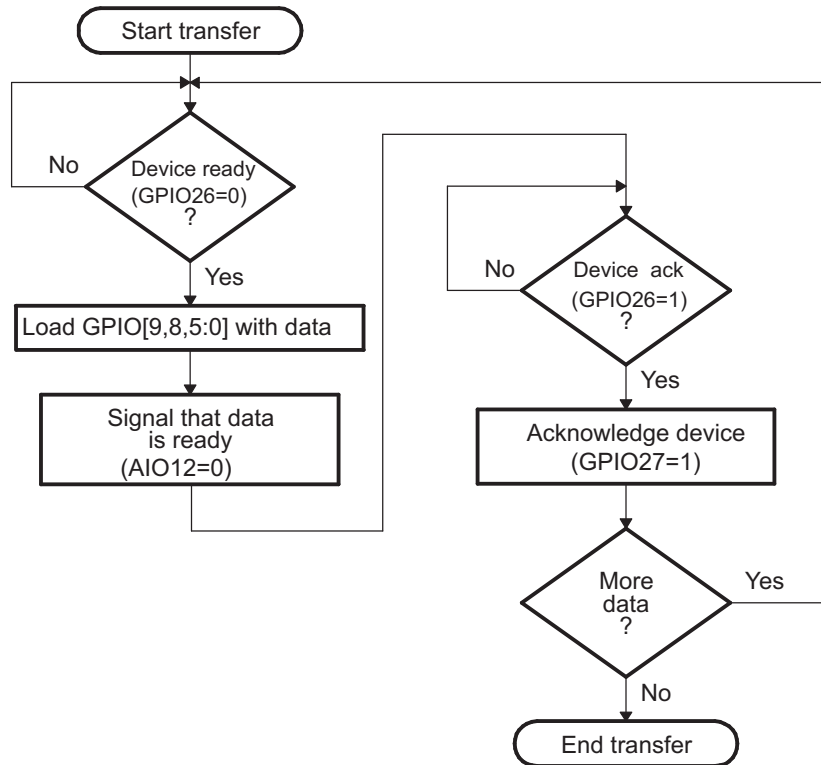 Start transfer
No
Device ready
(GPIO26=0)
?
Yes
Load GPIO[9,8,5:0] with data
Signal that data
is ready
(AIO12=0)
No
Device ack
(GPIO26=1)
?
Yes
Acknowledge device
(GPIO27=1)
More
data
?
Yes
No
End transfer